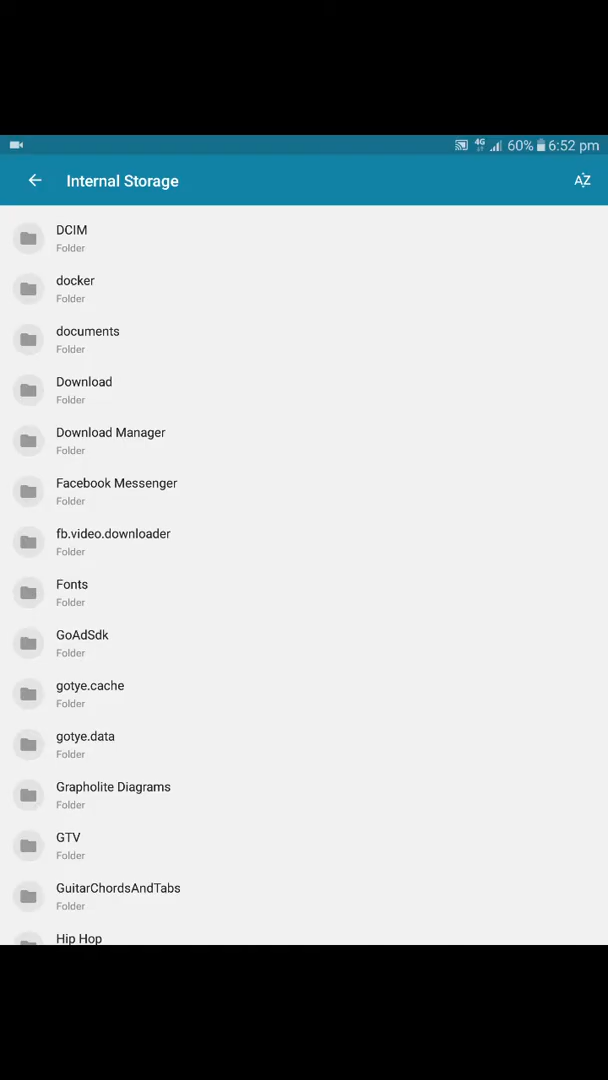 4G 60% 6:52 pm
Internal Storage AZ
DCIM
Folder
docker
Folder
documents
Folder
Download
Folder
Download Manager
Folder
Facebook Messenger
Folder
fb.video.downloader
Folder
Fonts
Folder
GoAdSdk
Folder
gotye.cache
Folder
gotye.data
Folder
Grapholite Diagrams
Folder
GTV
Folder
GuitarChordsAndTabs
Folder
Hip Hop